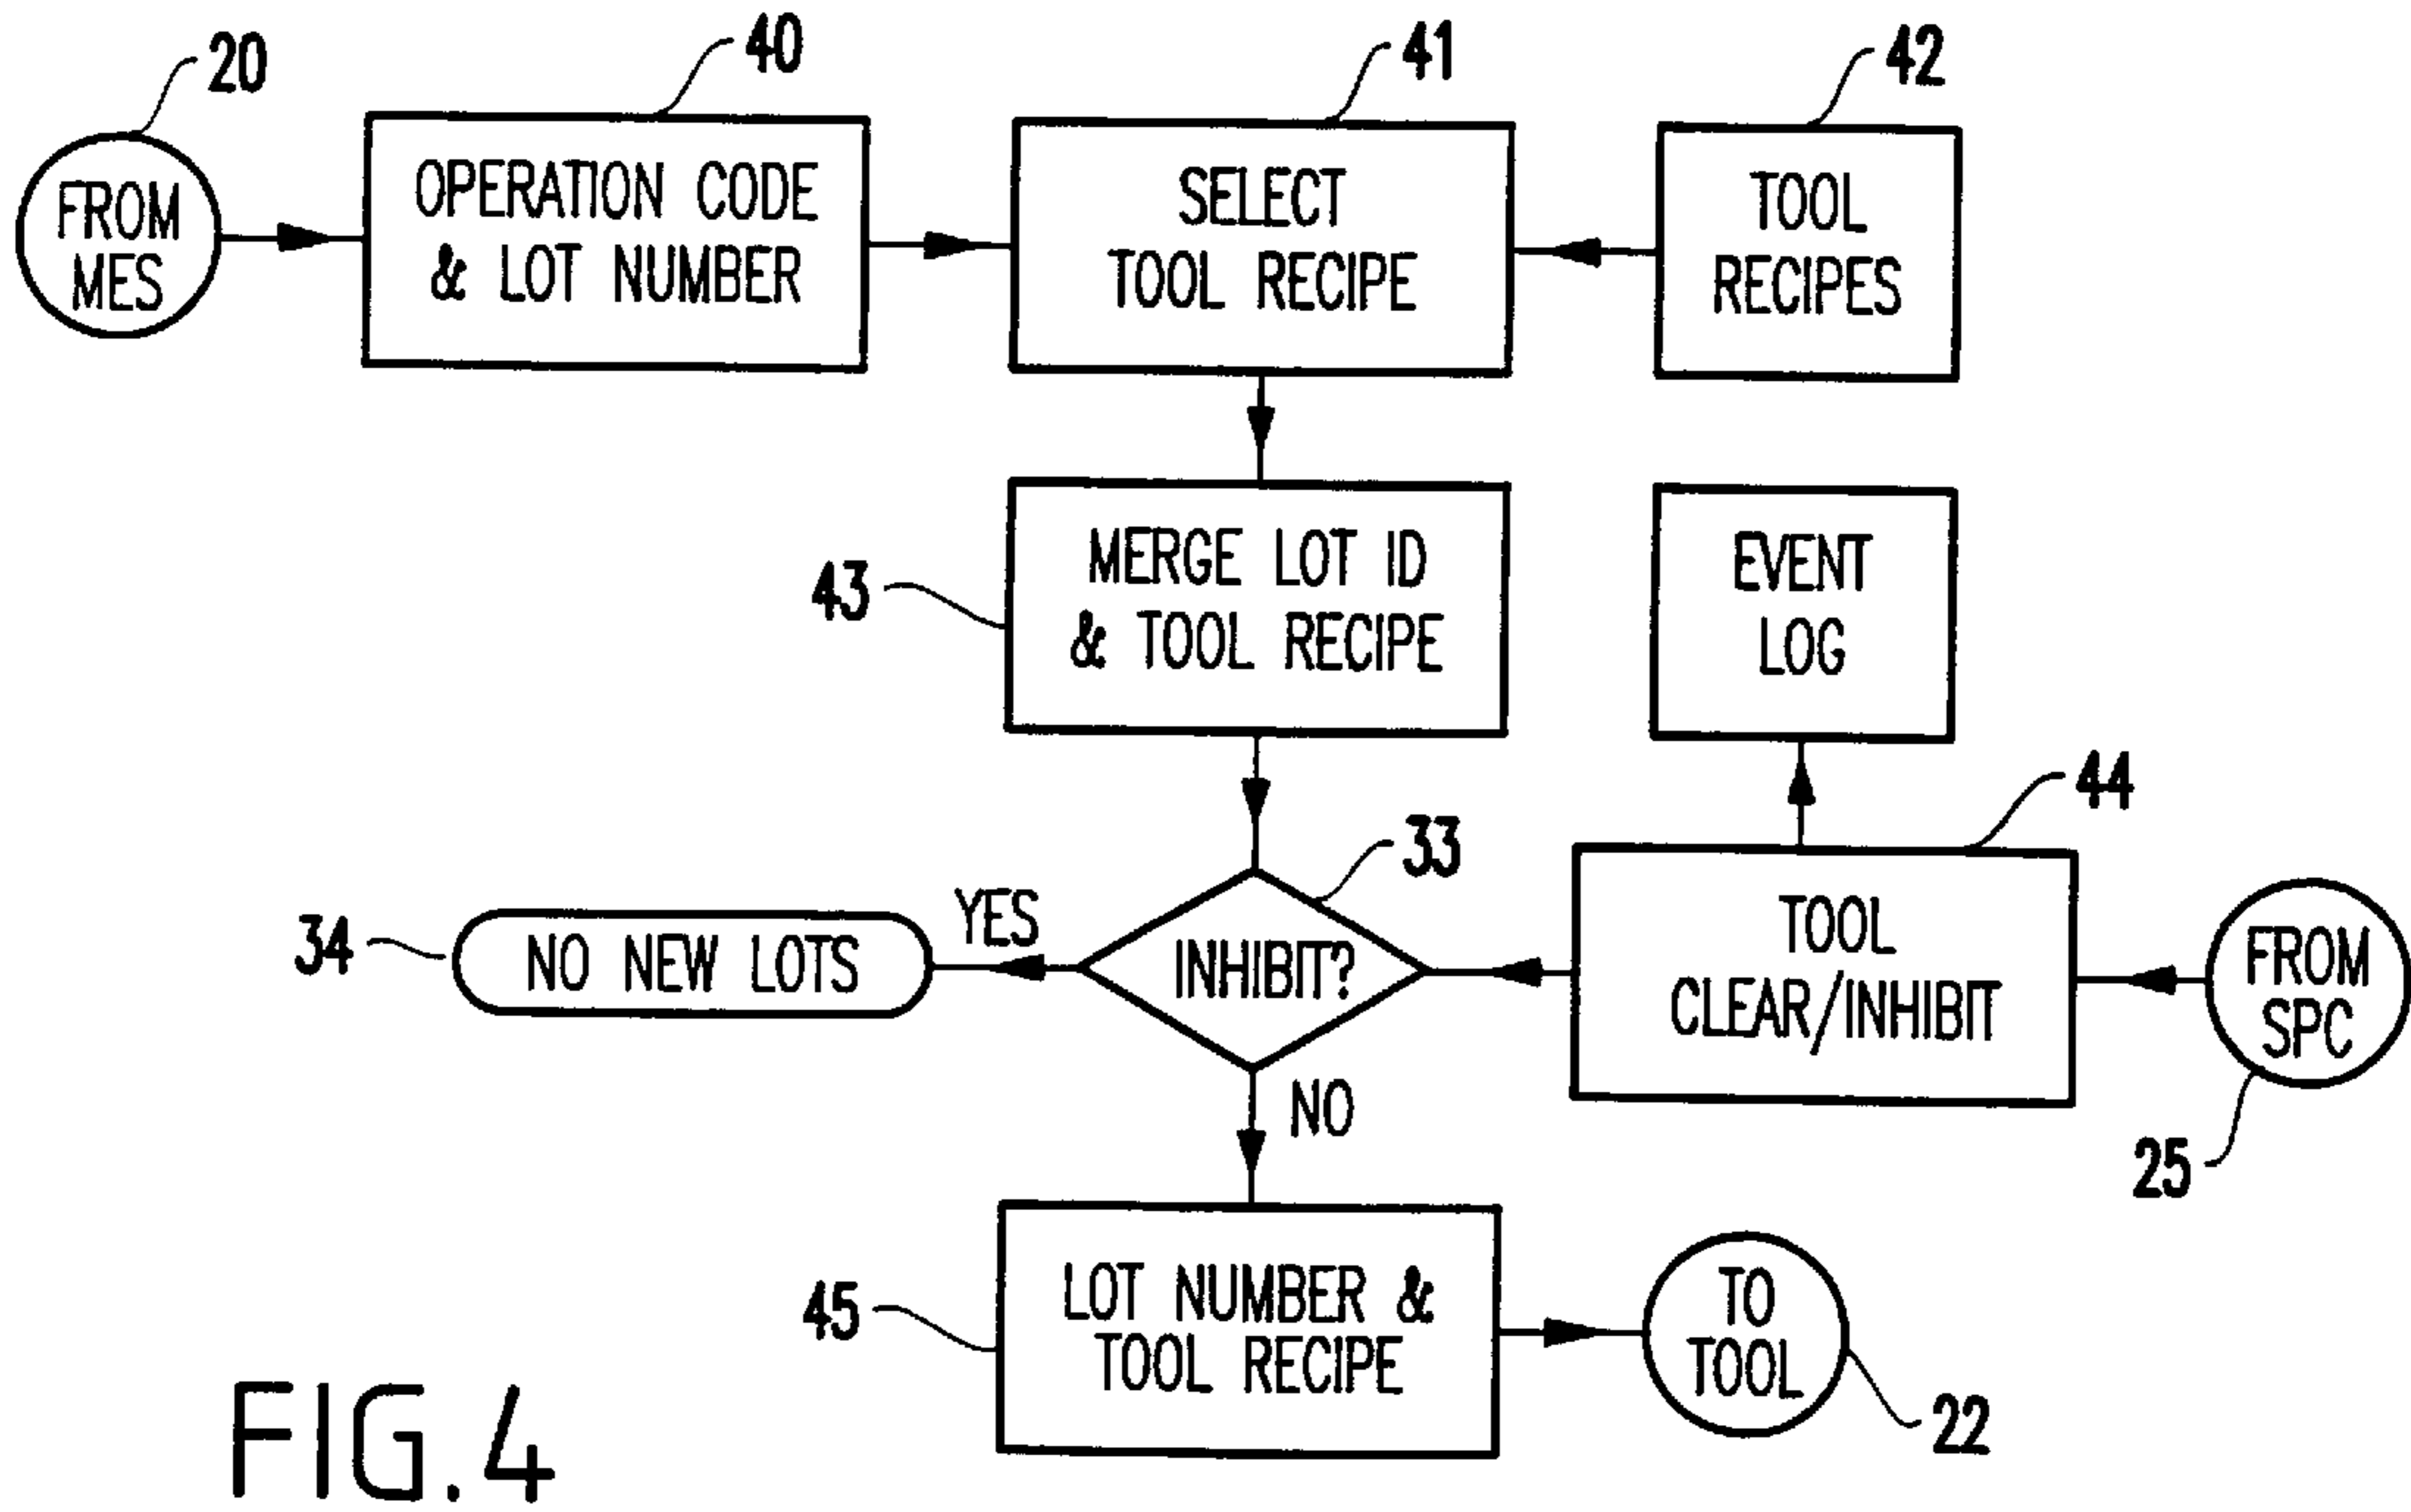 20
40
41
42
FROM
MES
OPERATION CODE
& LOT NUMBER
SELECT
TOOL RECIPE
TOOL
RECIPES
43
MERGE LOT ID
& TOOL RECIPE
EVENT
LOG
44
33
34
NO NEW LOTS
YES
INHIBIT?
TOOL
CLEAR/INHIBIT
FROM
SPC
NO
25
45
LOT NUMBER &
TOOL RECIPE
TO
TOOL
22
FIG.4